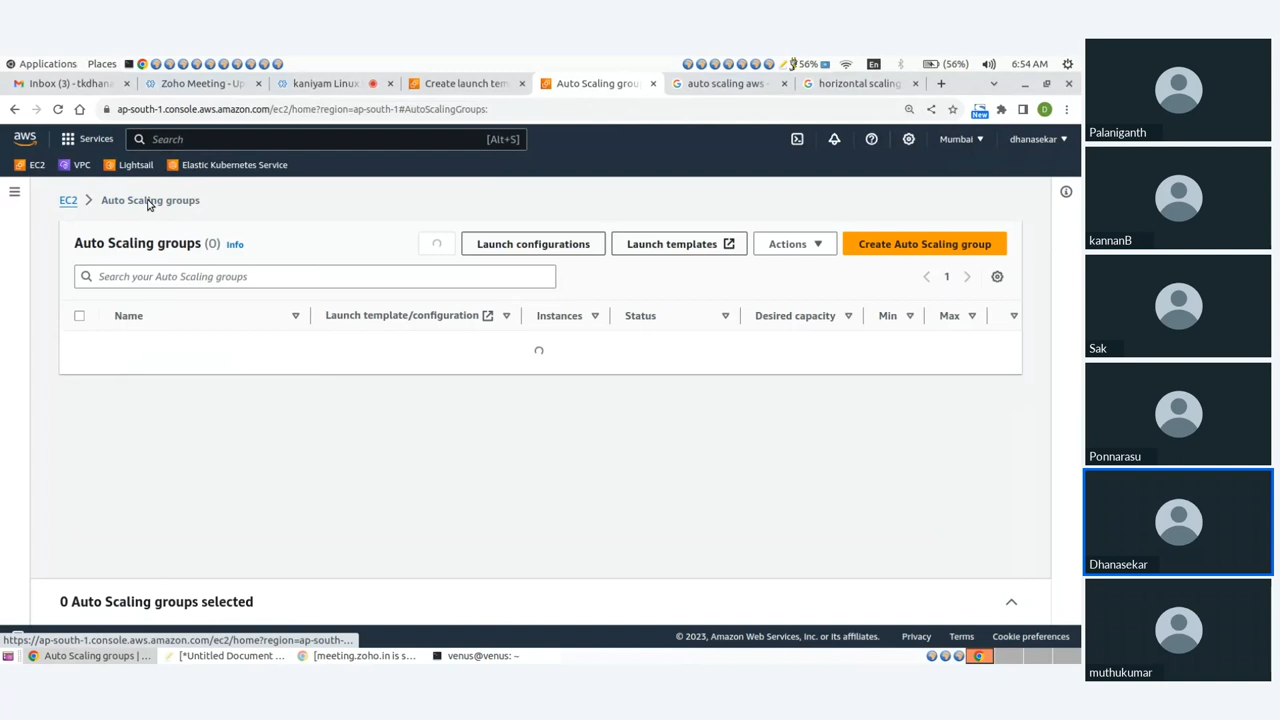 Applications Places 56% En (56%) 6:54 AM
Inbox (3) - tkdhana Zoho Meeting - Up kaniyam Linux Create launch tem Auto Scaling grou auto scaling aws horizontal scaling
ap-south-1.console.aws.amazon.com/ec2/home?region=ap-south-1#AutoScalingGroups: New D
aws Services Search [Alt+S] Mumbai dhanasekar
EC2 VPC Lightsail Elastic Kubernetes Service
EC2 Auto Scaling groups
Auto Scaling groups (0) Info Launch configurations Launch templates Actions Create Auto Scaling group
Search your Auto Scaling groups 1
Name Launch template/configuration Instances Status Desired capacity Min Max
0 Auto Scaling groups selected
https://ap-south-1.console.aws.amazon.com/ec2/home?region=ap-south-... © 2023, Amazon Web Services, Inc. or its affiliates. Privacy Terms Cookie preferences
Auto Scaling groups | ... [*Untitled Document ... [meeting.zoho.in is s... venus@venus: ~
Palaniganth
kannanB
Sak
Ponnarasu
Dhanasekar
muthukumar